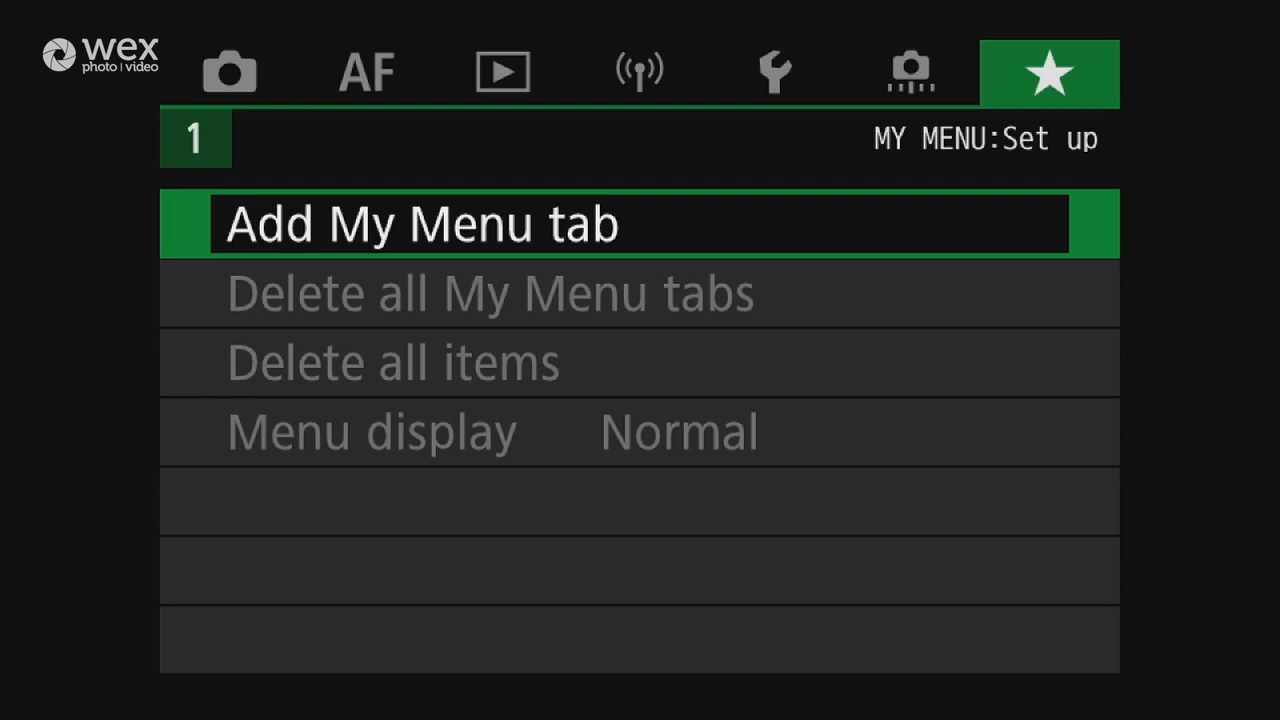 wex
photo | video
AF
1
MY MENU:Set up
Add My Menu tab
Delete all My Menu tabs
Delete all items
Menu display Normal